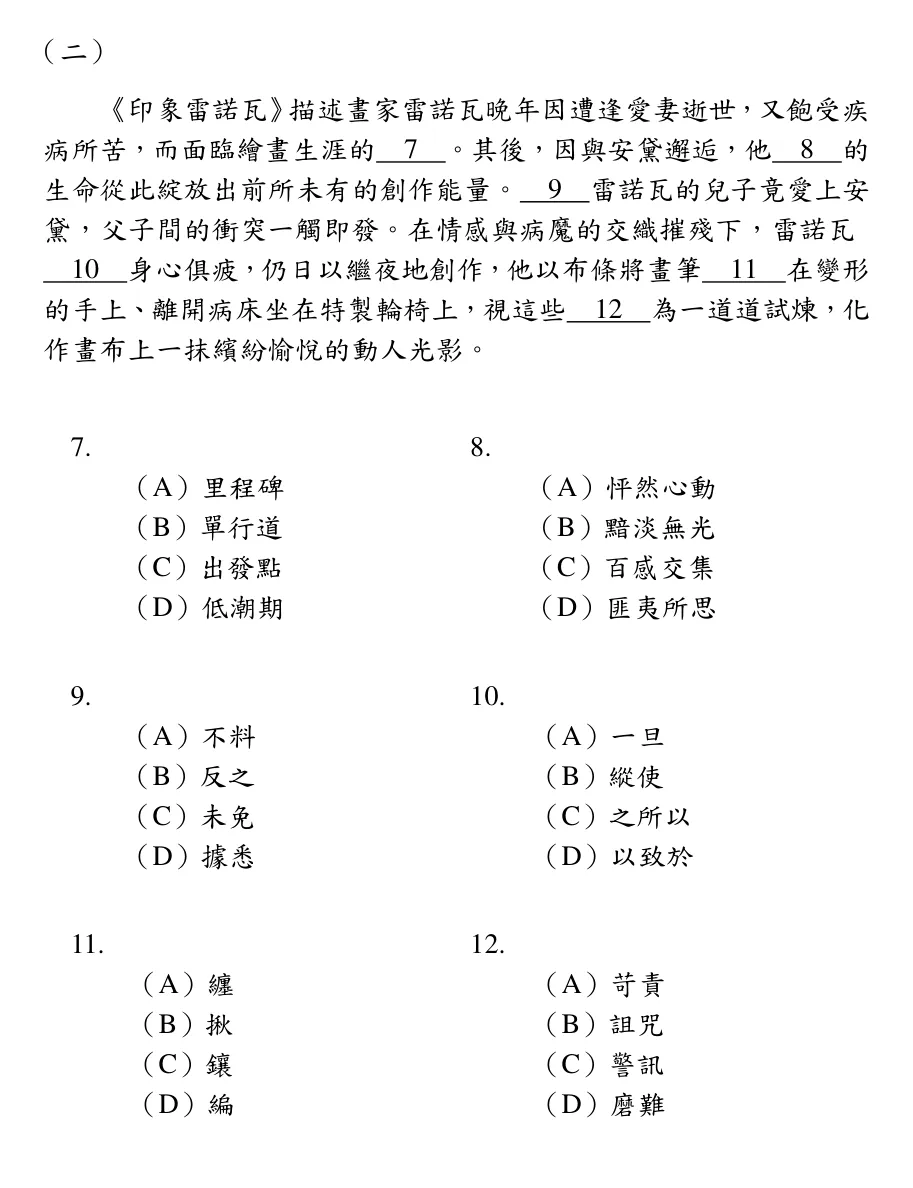 （二）
《印象雷諾瓦》描述畫家雷諾瓦晚年因遭逢愛妻逝世，又飽受疾
病所苦，而面臨繪畫生涯的 7 。其後，因與安黛邂逅，他 8 的
生命從此綻放出前所未有的創作能量。 9 雷諾瓦的兒子竟愛上安
黛，父子間的衝突一觸即發。在情感與病魔的交織摧殘下，雷諾瓦
10 身心俱疲，仍日以繼夜地創作，他以布條將畫筆 11 在變形
的手上、離開病床坐在特製輪椅上，視這些 12 為一道道試煉，化
作畫布上一抹繽紛愉悅的動人光影。
7.
（A）里程碑
（B）單行道
（C）出發點
（D）低潮期
8.
（A）怦然心動
（B）黯淡無光
（C）百感交集
（D）匪夷所思
9.
（A）不料
（B）反之
（C）未免
（D）據悉
10.
（A）一旦
（B）縱使
（C）之所以
（D）以致於
11.
（A）纏
（B）揪
（C）鑲
（D）編
12.
（A）苛責
（B）詛咒
（C）警訊
（D）磨難